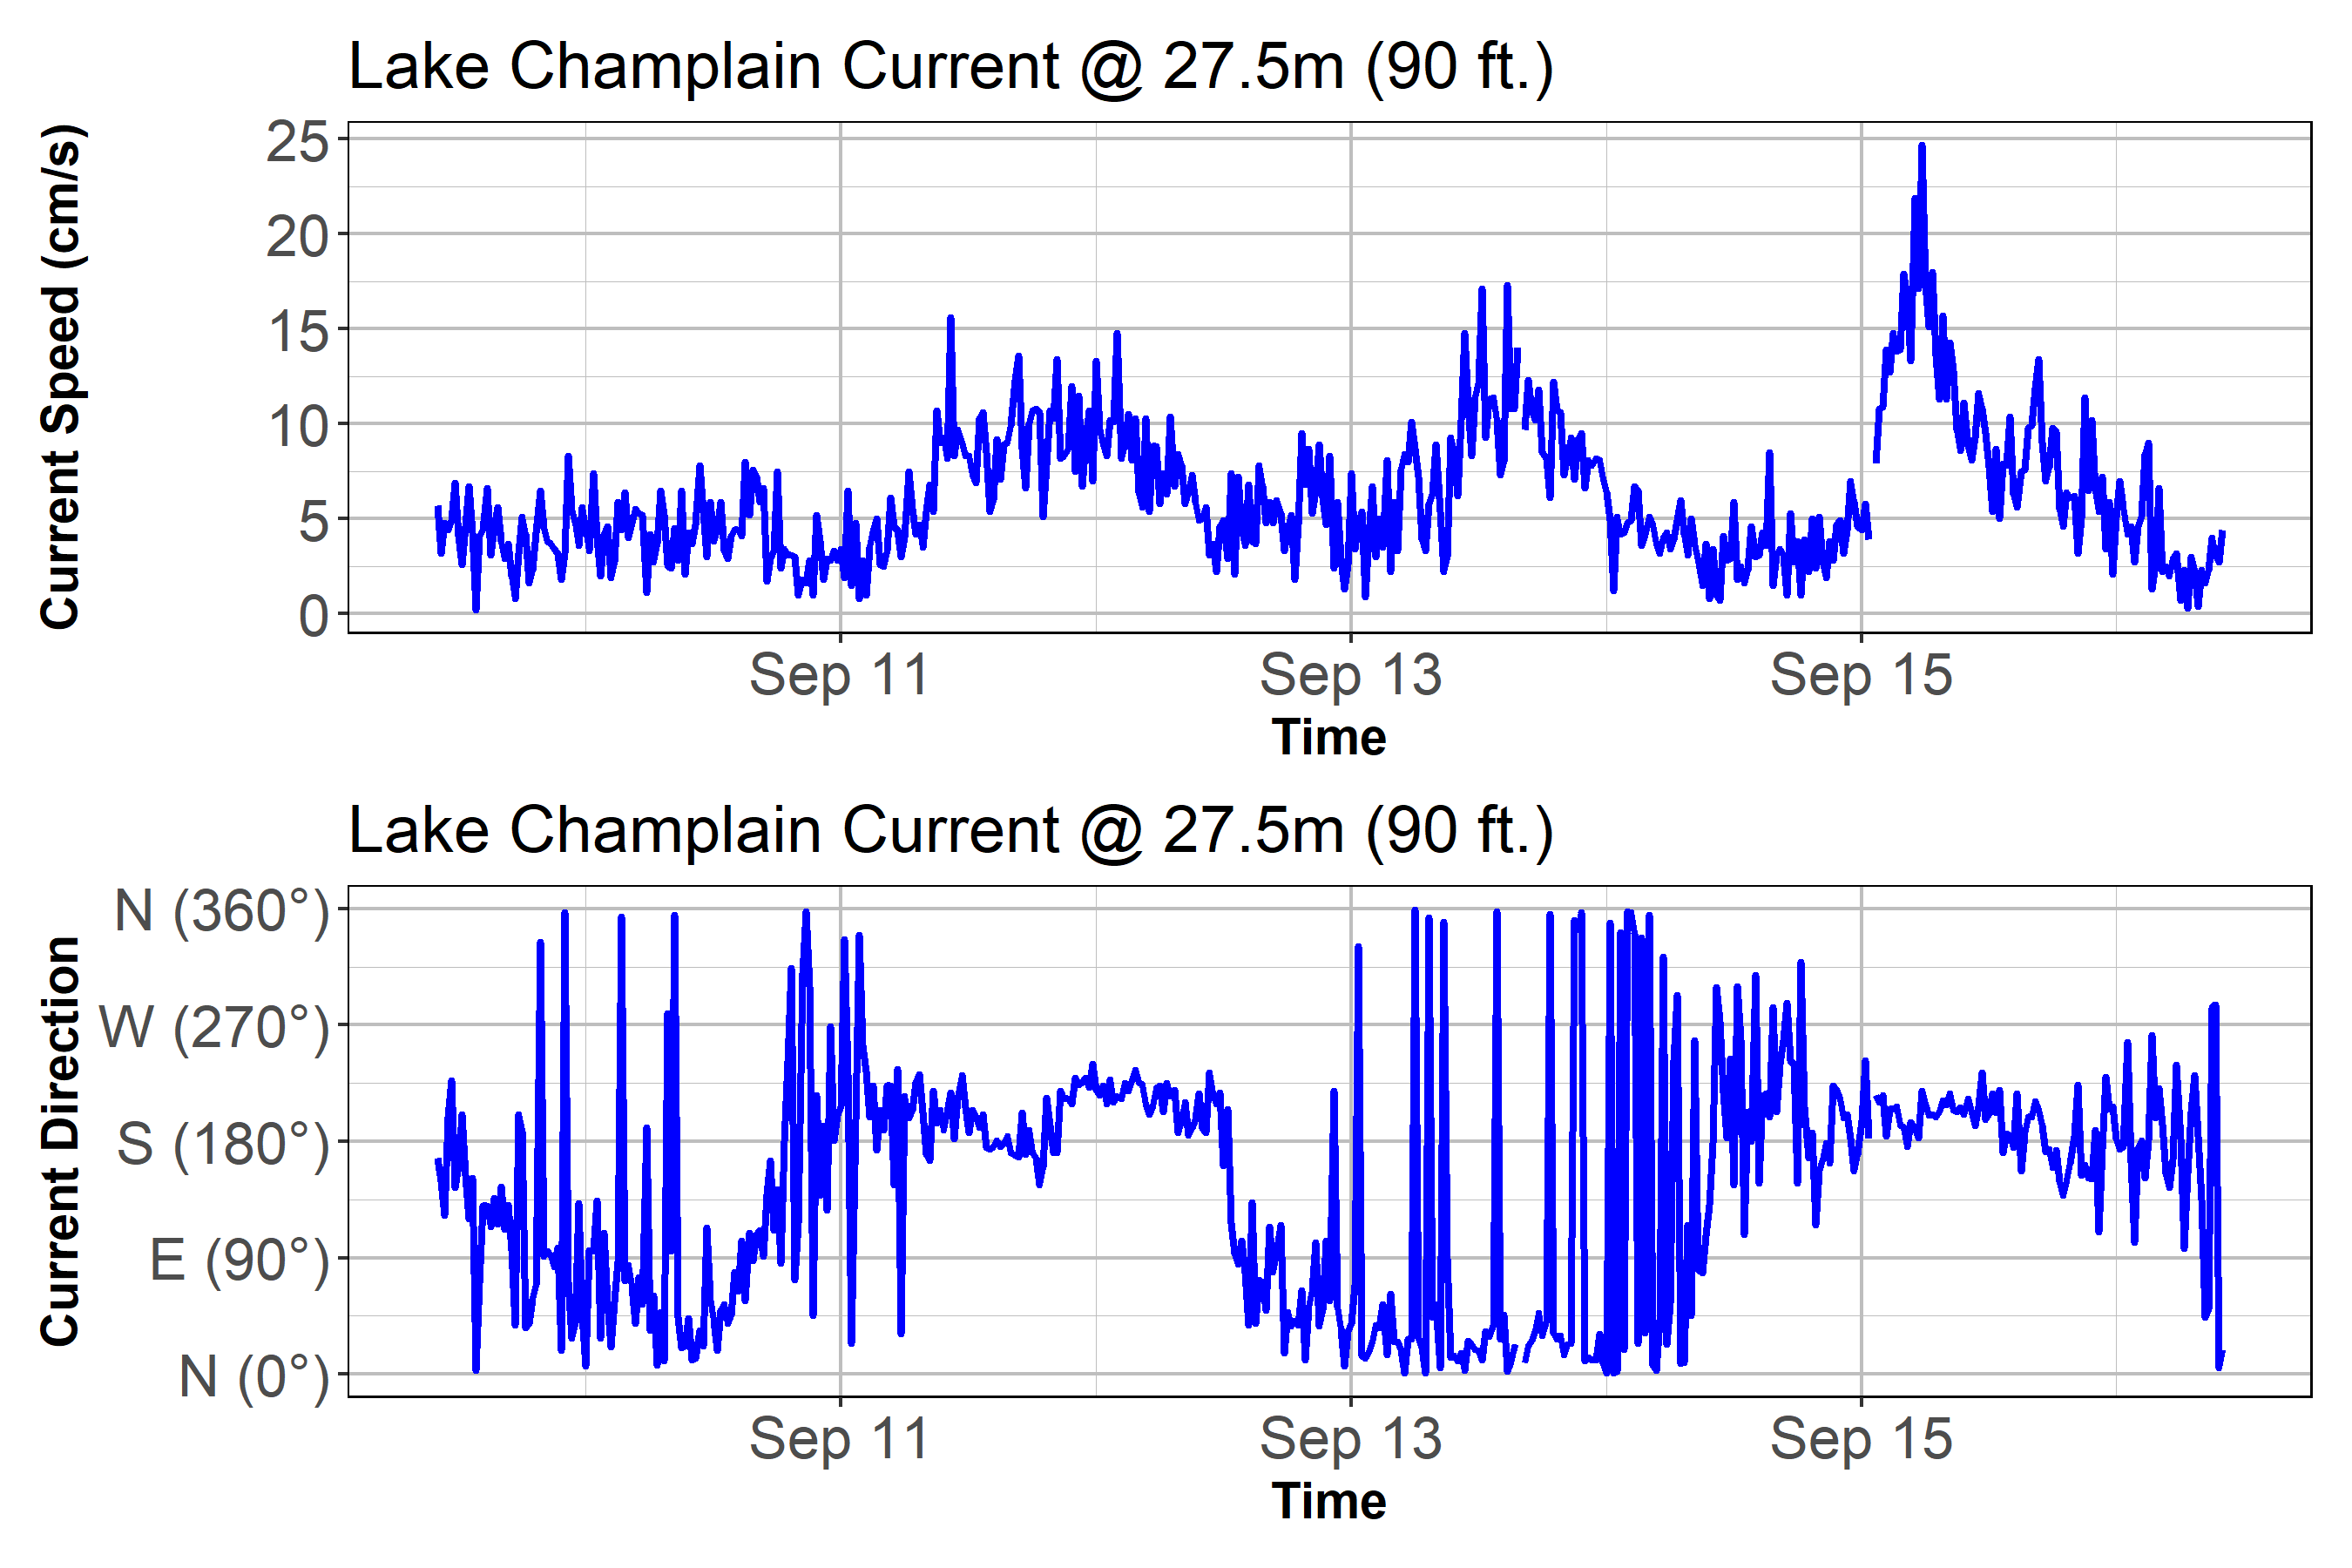 Lake Champlain Current @ 27.5m (90 ft.)
Current Speed (cm/s)
25
20
15
10
5
0
Sep 11 Sep 13 Sep 15
Time
Lake Champlain Current @ 27.5m (90 ft.)
Current Direction
N (360°)
W (270°)
S (180°)
E (90°)
N (0°)
Sep 11 Sep 13 Sep 15
Time